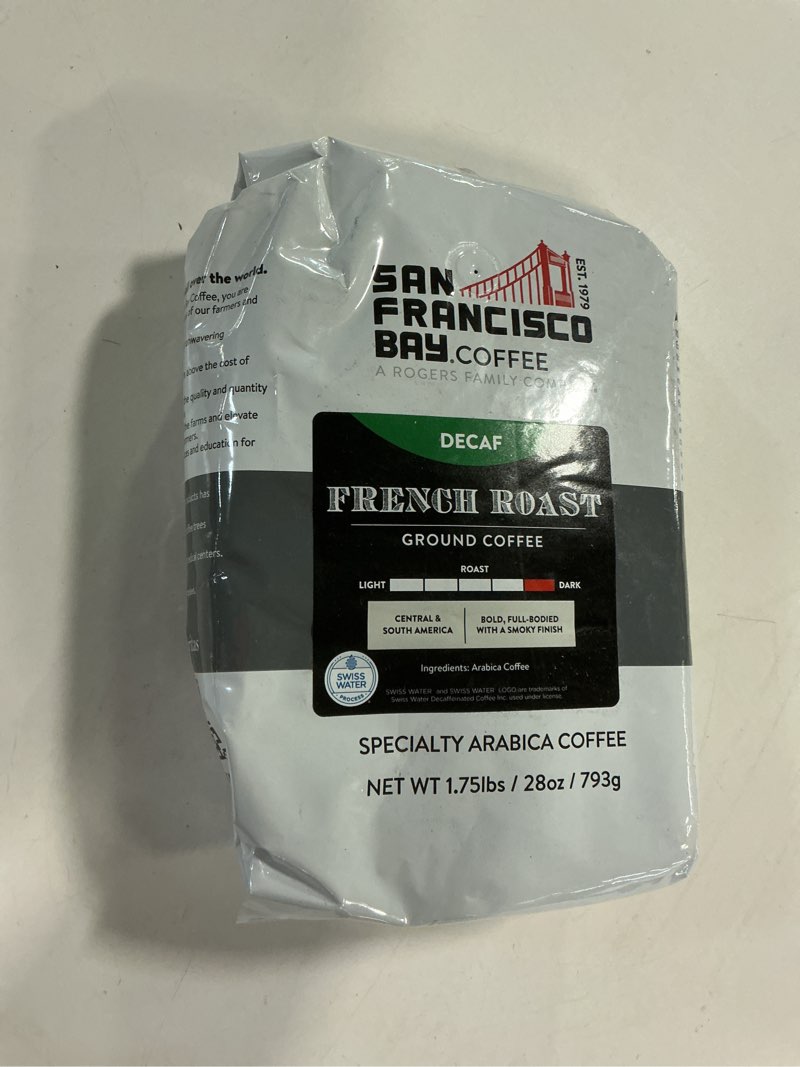 the world.
Coffee, you are
of our farmers and
above the cost of
the quality and quantity
farms and elevate
and education for
SAN
FRANCISCO
BAY.COFFEE
EST. 1979
A ROGERS FAMILY
DECAF
FRENCH ROAST
GROUND COFFEE
ROAST
LIGHT DARK
CENTRAL &
SOUTH AMERICA
BOLD, FULL-BODIED
WITH A SMOKY FINISH
Ingredients: Arabica Coffee
SWISS
WATER
PROCESS
SWISS WATER and SWISS WATER LOGO are trademarks of
Swiss Water Decaffeinated Coffee Inc. used under license.
SPECIALTY ARABICA COFFEE
NET WT 1.75lbs / 28oz / 793g